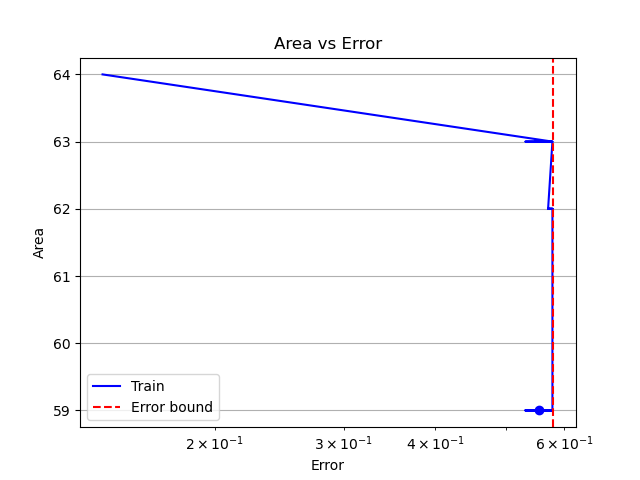 Area vs Error
64
63
62
61
60
59
Area
Train
Error bound
2 × 10⁻¹
3 × 10⁻¹
4 × 10⁻¹
6 × 10⁻¹
Error